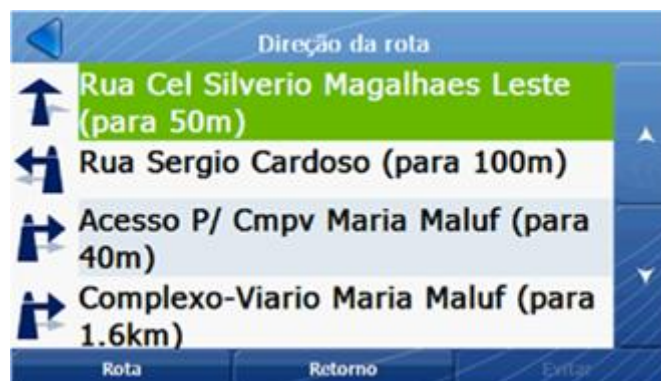 Direção da rota
Rua Cel Silverio Magalhaes Leste
(para 50m)
Rua Sergio Cardoso (para 100m)
Acesso P/ Cmpv Maria Maluf (para
40m)
Complexo-Viario Maria Maluf (para
1.6km)
Rota Retorno Evitar